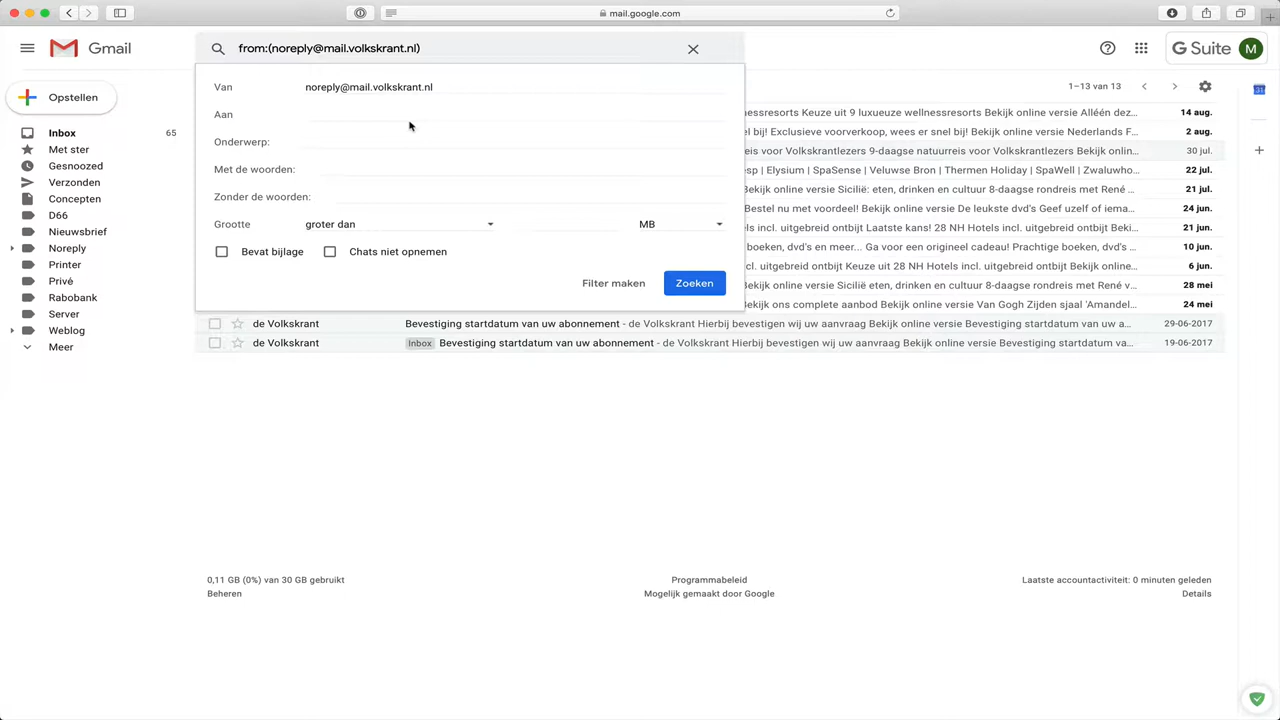 mail.google.com
Gmail
from:(noreply@mail.volkskrant.nl)
G Suite M
Opstellen
Van noreply@mail.volkskrant.nl
1–13 van 13
Aan
Onderwerp:
Met de woorden:
Zonder de woorden:
Grootte groter dan MB
Bevat bijlage Chats niet opnemen
Filter maken Zoeken
Inbox 65
Met ster
Gesnoozed
Verzonden
Concepten
D66
Nieuwsbrief
Noreply
Printer
Privé
Rabobank
Server
Weblog
Meer
nessresorts Keuze uit 9 luxueuze wellnessresorts Bekijk online versie Alléén dez... 14 aug.
el bij! Exclusieve voorverkoop, wees er snel bij! Bekijk online versie Nederlands F... 2 aug.
reis voor Volkskrantlezers 9-daagse natuurreis voor Volkskrantlezers Bekijk onlin... 30 jul.
esp | Elysium | SpaSense | Veluwse Bron | Thermen Holiday | SpaWell | Zwaluwho... 22 jul.
Bekijk online versie Sicilië: eten, drinken en cultuur 8-daagse rondreis met René ... 21 jul.
Bestel nu met voordeel! Bekijk online versie De leukste dvd's Geef zelf of iema... 24 jun.
ls incl. uitgebreid ontbijt Laatste kans! 28 NH Hotels incl. uitgebreid ontbijt Beki... 21 jun.
boeken, dvd's en meer... Ga voor een origineel cadeau! Prachtige boeken, dvd's ... 10 jun.
incl. uitgebreid ontbijt Keuze uit 28 NH Hotels incl. uitgebreid ontbijt Bekijk onli... 6 jun.
Bekijk online versie Sicilië eten, drinken en cultuur 8-daagse rondreis met René v... 28 mei
Bekijk ons complete aanbod Van Gogh Zijden sjaal 'Amandel... 24 mei
de Volkskrant Bevestiging startdatum van uw abonnement - de Volkskrant Hierbij bevestigen wij uw aanvraag Bekijk online versie Bevestiging startdatum van uw a... 29-06-2017
de Volkskrant Inbox Bevestiging startdatum van uw abonnement - de Volkskrant Hierbij bevestigen wij uw aanvraag Bekijk online versie Bevestiging startdatum va... 19-06-2017
0,11 GB (0%) van 30 GB gebruikt
Beheren
Programmabeleid
Mogelijk gemaakt door Google
Laatste accountactiviteit: 0 minuten geleden
Details